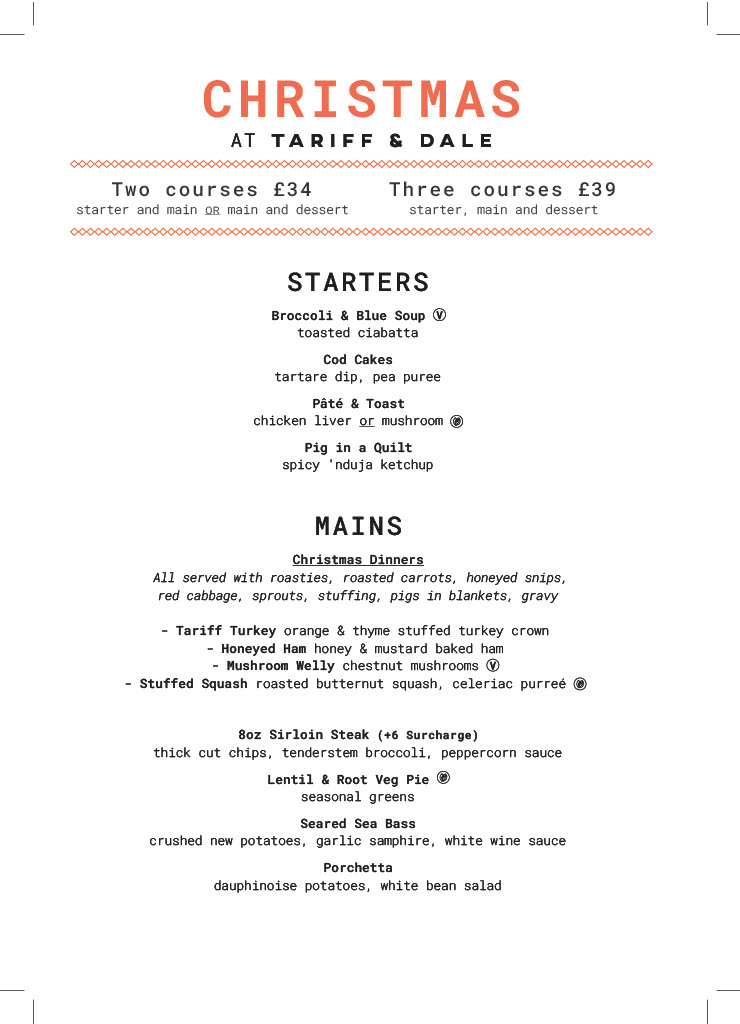 CHRISTMAS
AT TARIFF & DALE
Two courses £34
starter and main OR main and dessert
Three courses £39
starter, main and dessert
STARTERS
Broccoli & Blue Soup Ⓥ
toasted ciabatta
Cod Cakes
tartare dip, pea puree
Pâté & Toast
chicken liver or mushroom
Pig in a Quilt
spicy 'nduja ketchup
MAINS
Christmas Dinners
All served with roasties, roasted carrots, honeyed snips,
red cabbage, sprouts, stuffing, pigs in blankets, gravy
- Tariff Turkey orange & thyme stuffed turkey crown
- Honeyed Ham honey & mustard baked ham
- Mushroom Welly chestnut mushrooms Ⓥ
- Stuffed Squash roasted butternut squash, celeriac purreé
8oz Sirloin Steak (+6 Surcharge)
thick cut chips, tenderstem broccoli, peppercorn sauce
Lentil & Root Veg Pie
seasonal greens
Seared Sea Bass
crushed new potatoes, garlic samphire, white wine sauce
Porchetta
dauphinoise potatoes, white bean salad